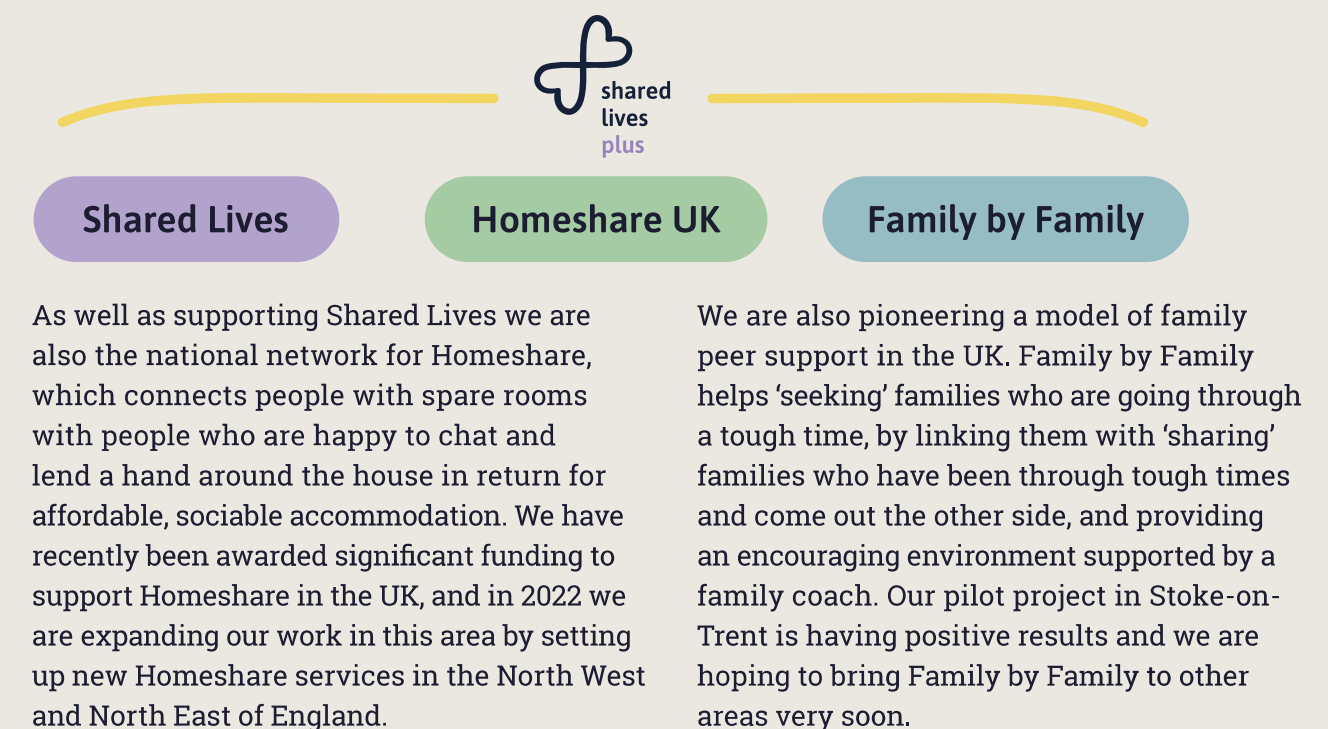 shared
lives
plus
Shared Lives
Homeshare UK
Family by Family
As well as supporting Shared Lives we are
also the national network for Homeshare,
which connects people with spare rooms
with people who are happy to chat and
lend a hand around the house in return for
affordable, sociable accommodation. We have
recently been awarded significant funding to
support Homeshare in the UK, and in 2022 we
are expanding our work in this area by setting
up new Homeshare services in the North West
and North East of England.
We are also pioneering a model of family
peer support in the UK. Family by Family
helps ‘seeking’ families who are going through
a tough time, by linking them with ‘sharing’
families who have been through tough times
and come out the other side, and providing
an encouraging environment supported by a
family coach. Our pilot project in Stoke-on-
Trent is having positive results and we are
hoping to bring Family by Family to other
areas very soon.